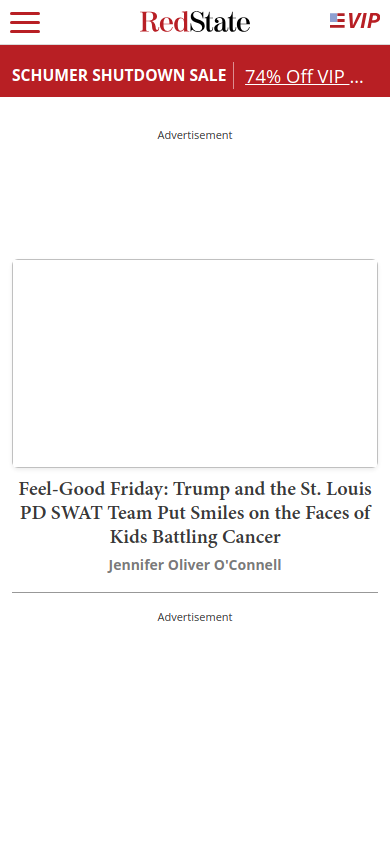 RedState
VIP
SCHUMER SHUTDOWN SALE
74% Off VIP ...
Advertisement
Feel-Good Friday: Trump and the St. Louis
PD SWAT Team Put Smiles on the Faces of
Kids Battling Cancer
Jennifer Oliver O'Connell
Advertisement